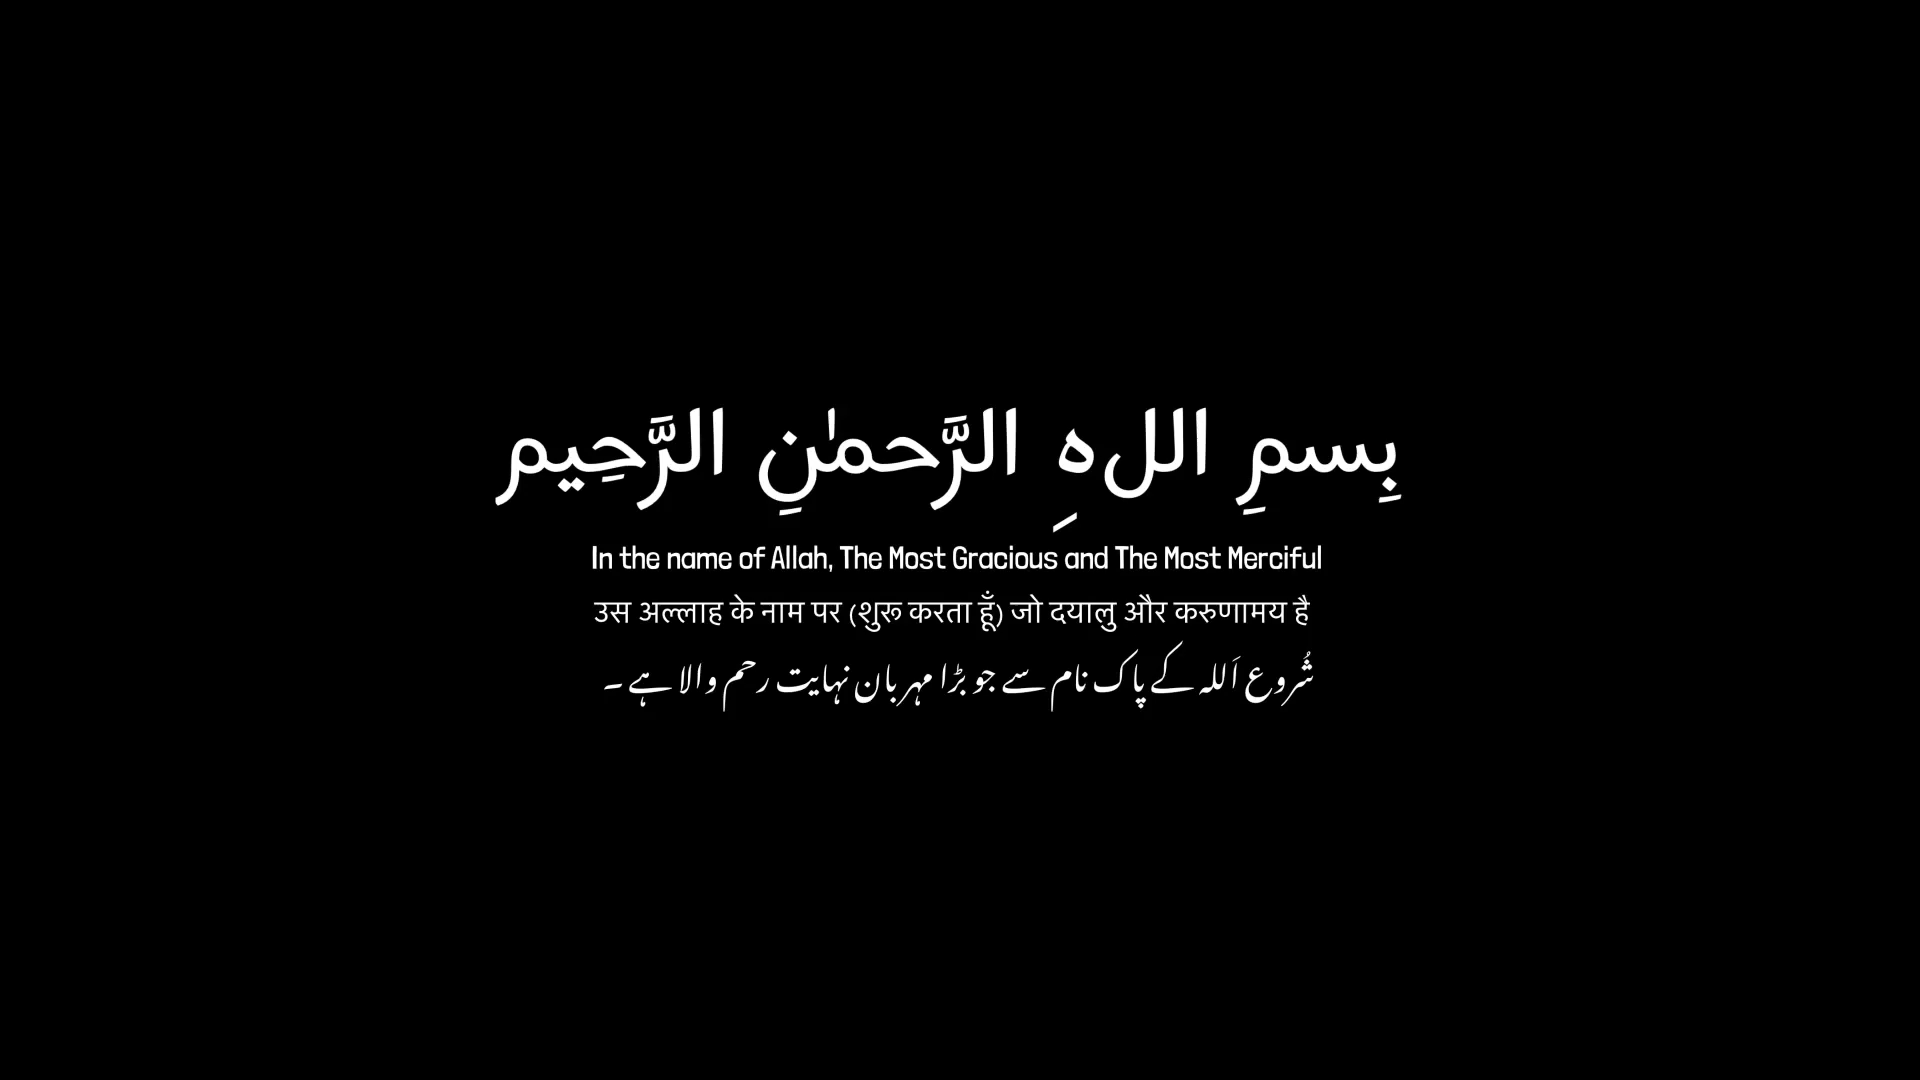 بِسمِ اللہِ الرَّحمٰنِ الرَّحِیم
In the name of Allah, The Most Gracious and The Most Merciful
उस अल्लाह के नाम पर (शुरू करता हूँ) जो दयालु और करुणामय है
شُروع اَللہ کے پاک نام سے جو بڑا مہربان نہایت رحم والا ہے ۔